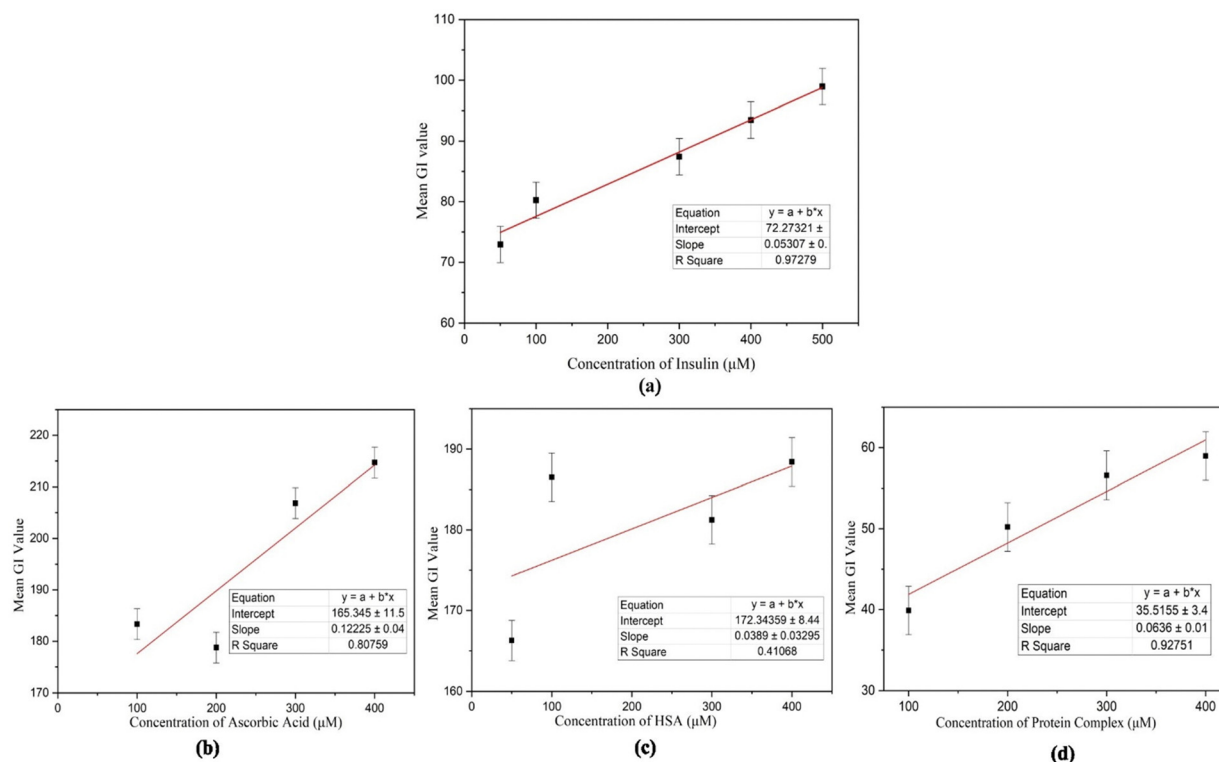 110
100
90
80
70
60
Mean GI value
Equation y = a + b*x
Intercept 72.27321 ±
Slope 0.05307 ± 0.
R Square 0.97279
0 100 200 300 400 500
Concentration of Insulin (µM)
(a)
220
210
200
190
180
170
Mean GI Value
Equation y = a + b*x
Intercept 165.345 ± 11.5
Slope 0.12225 ± 0.04
R Square 0.80759
0 100 200 300 400
Concentration of Ascorbic Acid (µM)
(b)
190
180
170
160
Mean GI Value
Equation y = a + b*x
Intercept 172.34359 ± 8.44
Slope 0.0389 ± 0.03295
R Square 0.41068
0 100 200 300 400
Concentration of HSA (µM)
(c)
60
50
40
30
Mean GI Value
Equation y = a + b*x
Intercept 35.5155 ± 3.4
Slope 0.0636 ± 0.01
R Square 0.92751
100 200 300 400
Concentration of Protein Complex (µM)
(d)